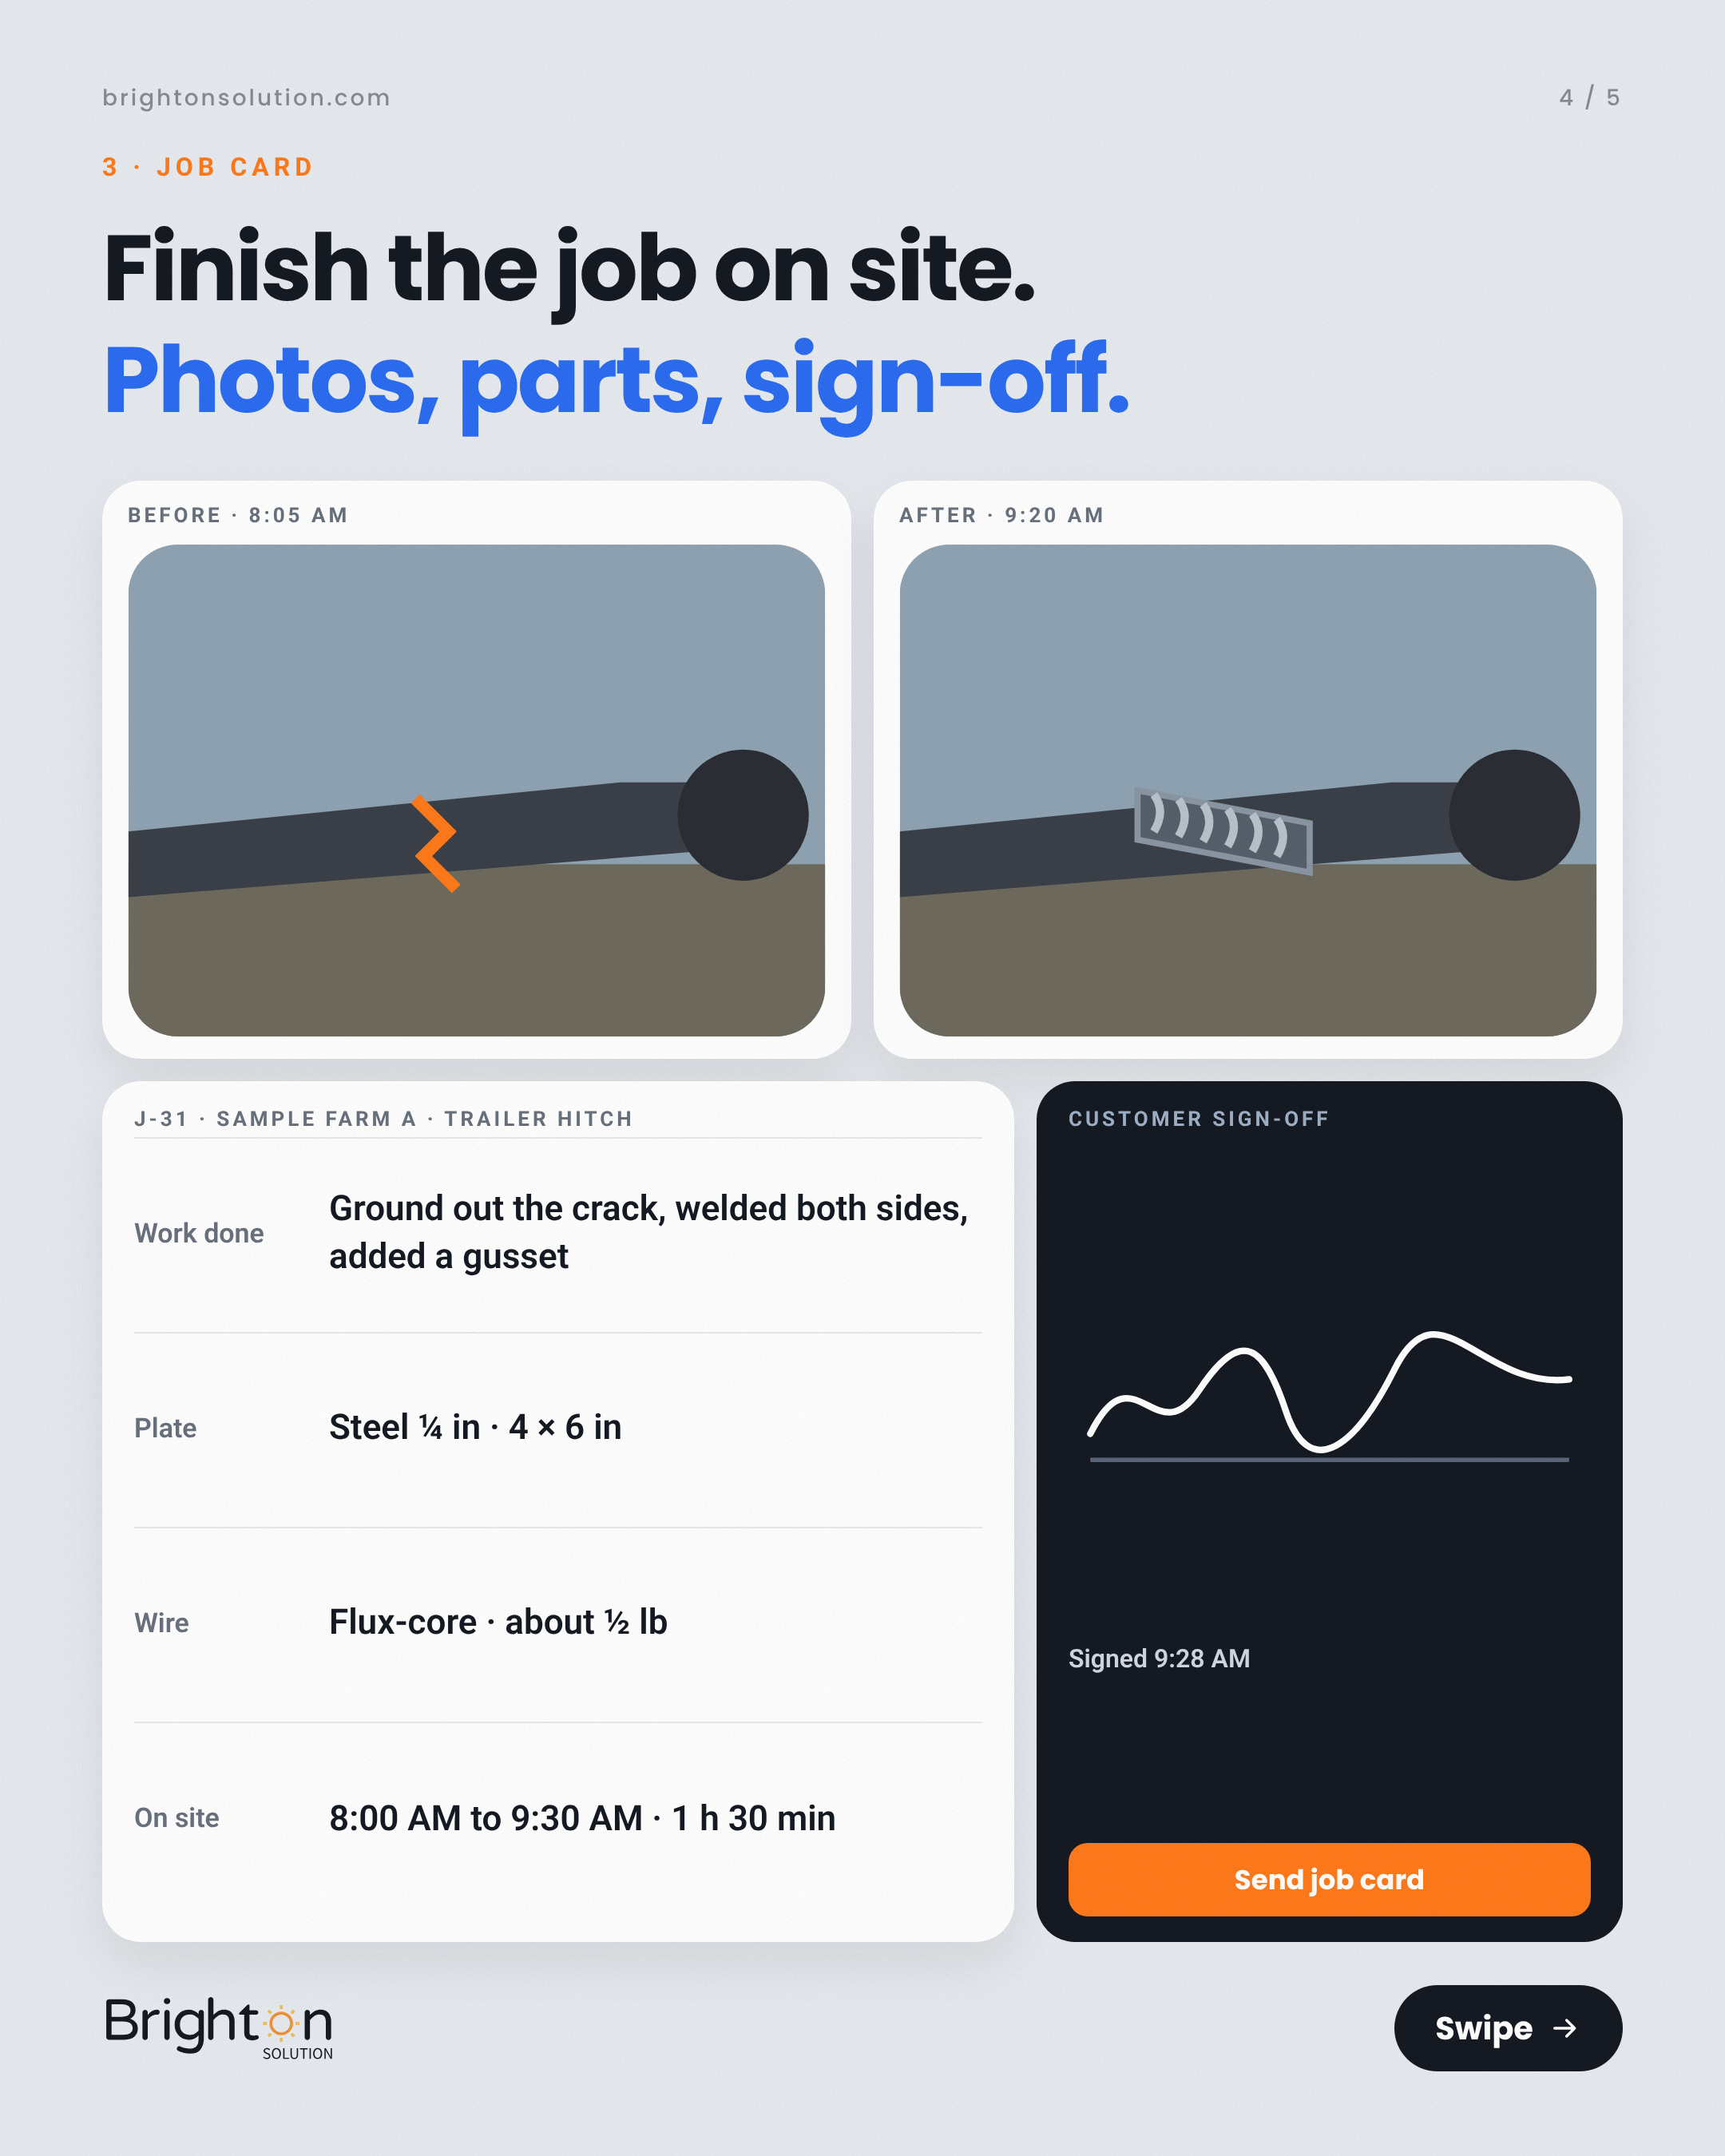 brightonsolution.com
4 / 5
3 · JOB CARD
Finish the job on site.
Photos, parts, sign-off.
BEFORE · 8:05 AM
AFTER · 9:20 AM
J-31 · SAMPLE FARM A · TRAILER HITCH
Work done
Ground out the crack, welded both sides,
added a gusset
Plate
Steel ¼ in · 4 × 6 in
Wire
Flux-core · about ½ lb
On site
8:00 AM to 9:30 AM · 1 h 30 min
CUSTOMER SIGN-OFF
Signed 9:28 AM
Send job card
Brighton
SOLUTION
Swipe →